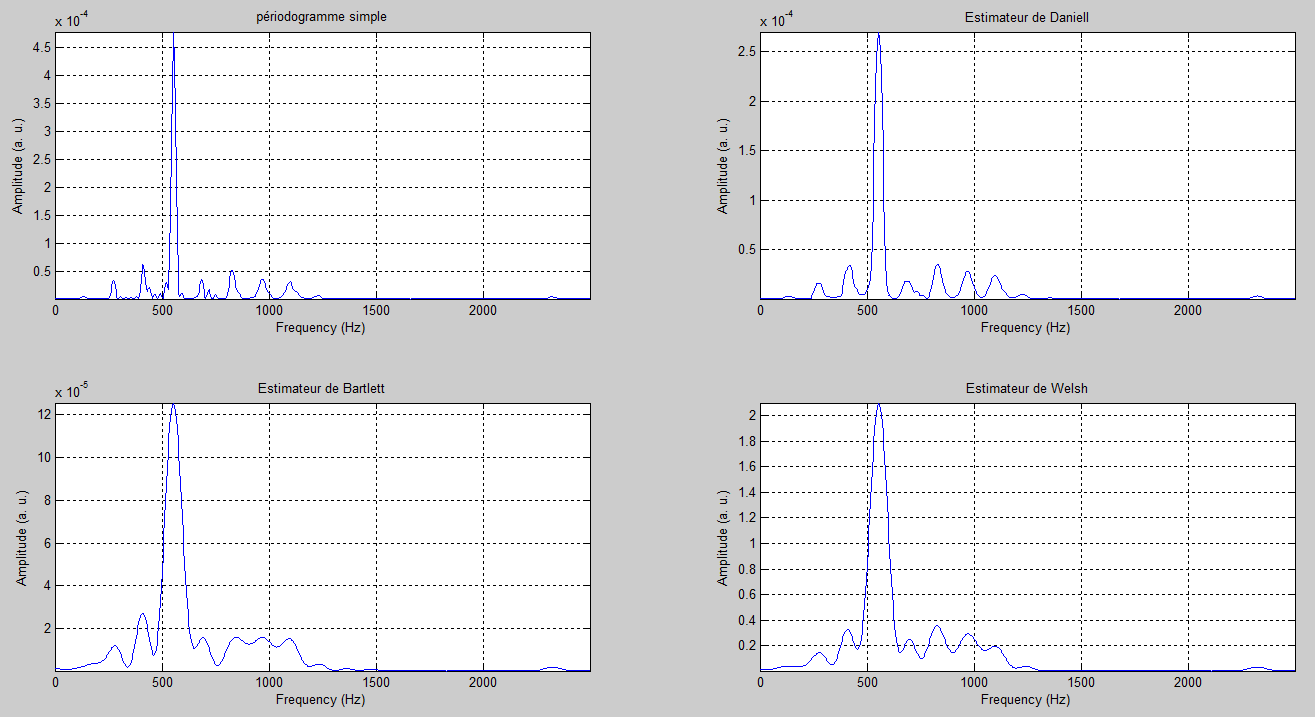 périodogramme simple
x 10^-4
4.5
4
3.5
3
2.5
2
1.5
1
0.5
Amplitude (a. u.)
0 500 1000 1500 2000
Frequency (Hz)
Estimateur de Daniell
x 10^-4
2.5
2
1.5
1
0.5
Amplitude (a. u.)
0 500 1000 1500 2000
Frequency (Hz)
Estimateur de Bartlett
x 10^-5
12
10
8
6
4
2
Amplitude (a. u.)
0 500 1000 1500 2000
Frequency (Hz)
Estimateur de Welsh
2
1.8
1.6
1.4
1.2
1
0.8
0.6
0.4
0.2
Amplitude (a. u.)
0 500 1000 1500 2000
Frequency (Hz)